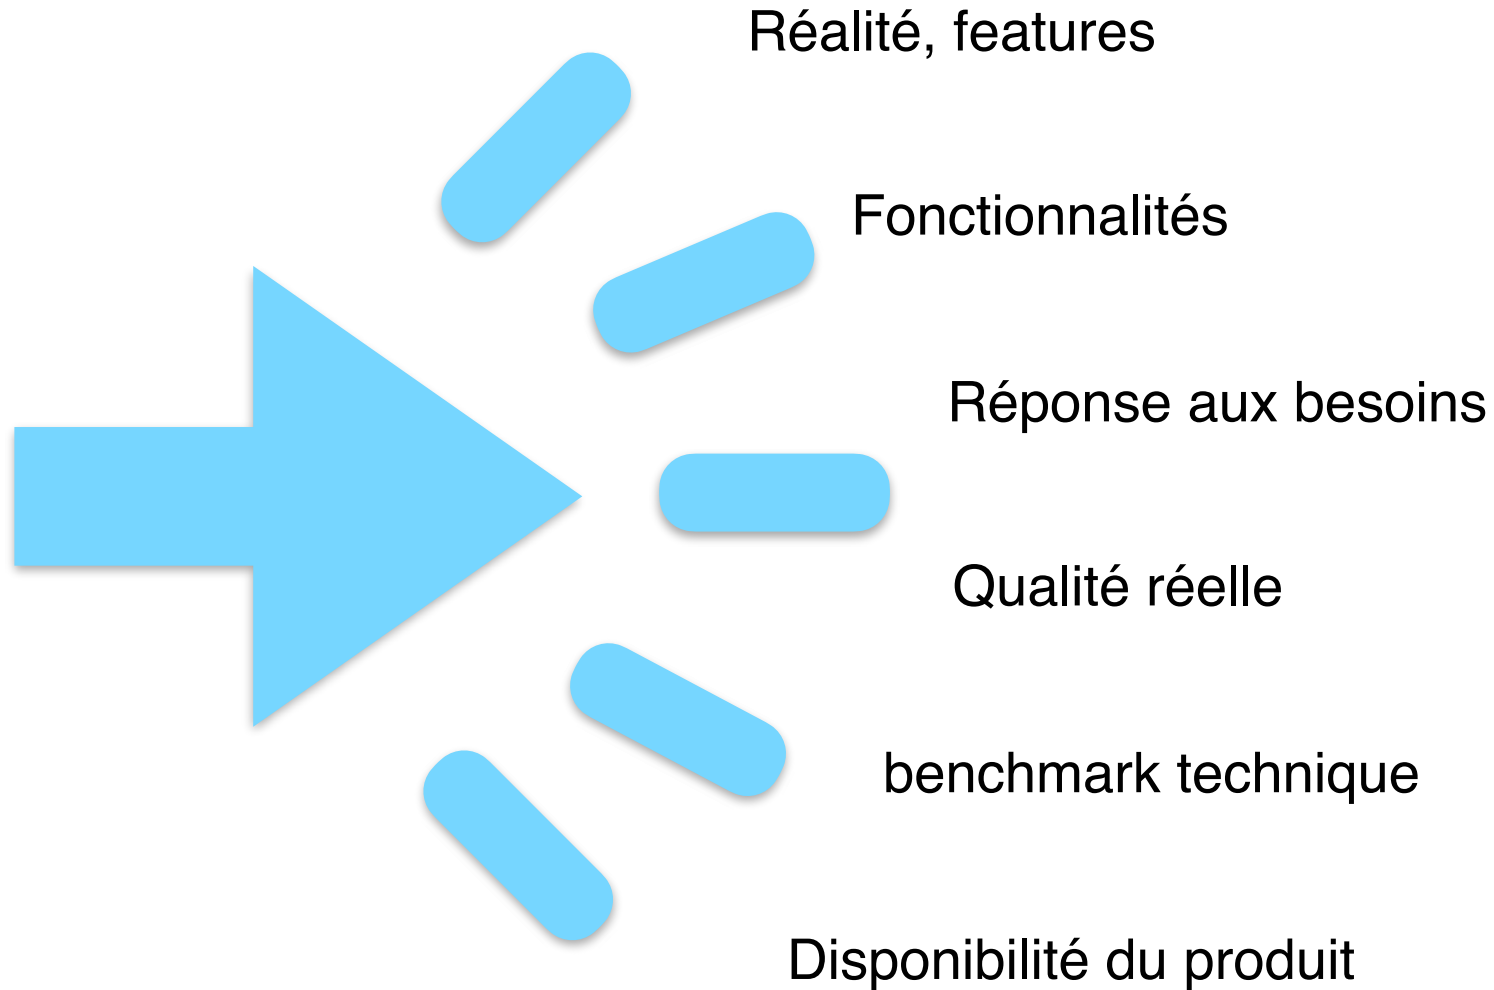 Réalité, features
Fonctionnalités
Réponse aux besoins
Qualité réelle
benchmark technique
Disponibilité du produit